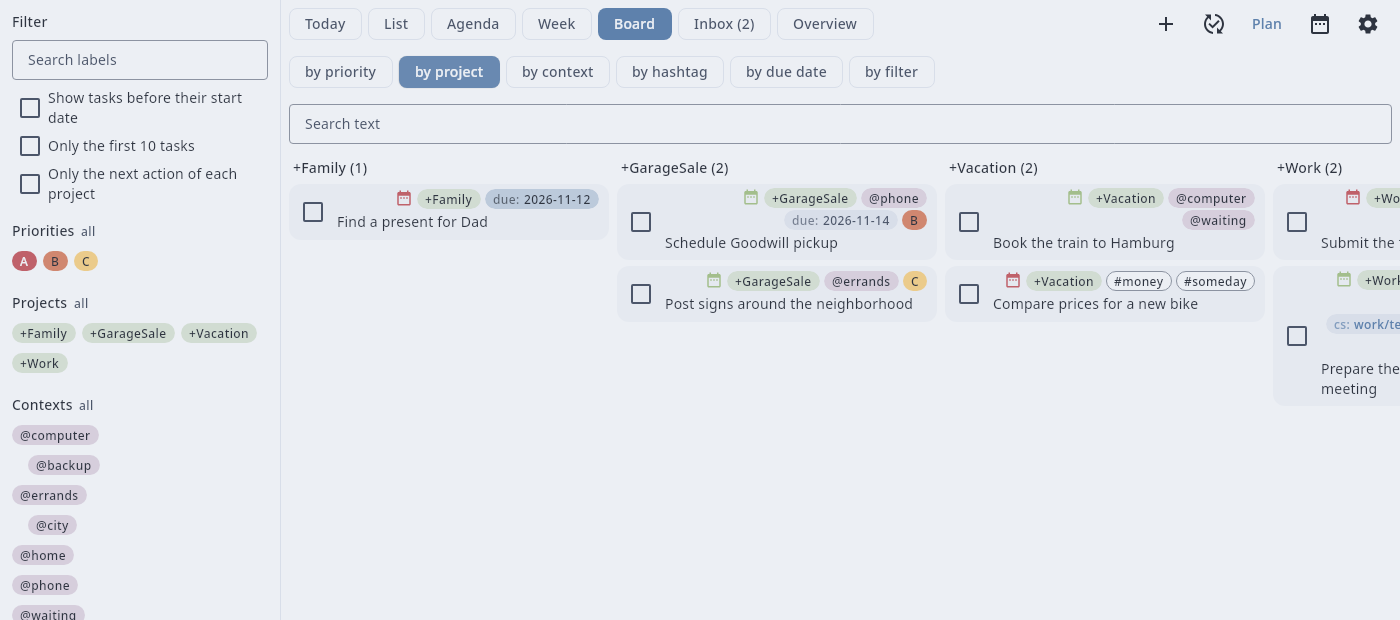 Filter
Search labels
Show tasks before their start
date
Only the first 10 tasks
Only the next action of each
project
Priorities all
A B C
Projects all
+Family +GarageSale +Vacation
+Work
Contexts all
@computer
@backup
@errands
@city
@home
@phone
@waiting
Today List Agenda Week Board Inbox (2) Overview Plan
by priority by project by context by hashtag by due date by filter
Search text
+Family (1)
+Family due: 2026-11-12
Find a present for Dad
+GarageSale (2)
+GarageSale @phone
due: 2026-11-14 B
Schedule Goodwill pickup
+GarageSale @errands C
Post signs around the neighborhood
+Vacation (2)
+Vacation @computer
@waiting
Book the train to Hamburg
+Vacation #money #someday
Compare prices for a new bike
+Work (2)
Submit the
cs:
Prepare the
meeting